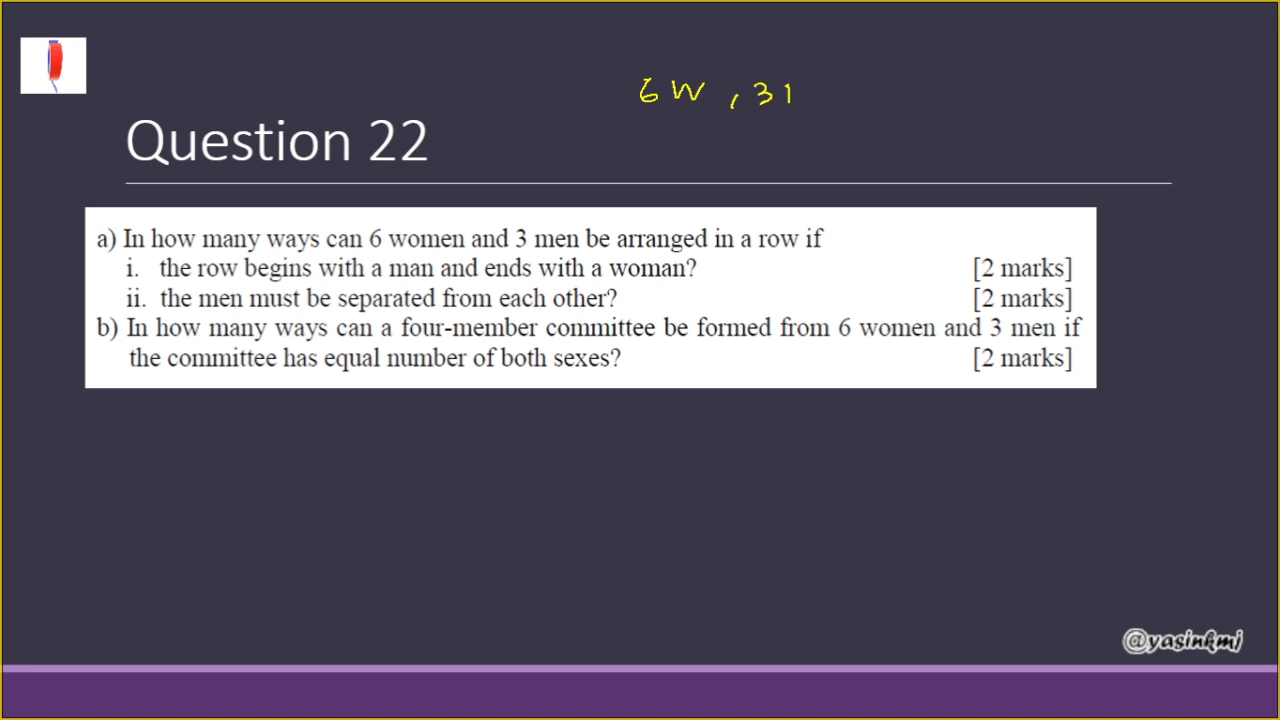 6 W , 3 1
Question 22
a) In how many ways can 6 women and 3 men be arranged in a row if
i. the row begins with a man and ends with a woman? [2 marks]
ii. the men must be separated from each other? [2 marks]
b) In how many ways can a four-member committee be formed from 6 women and 3 men if
the committee has equal number of both sexes? [2 marks]
@yasinkmj